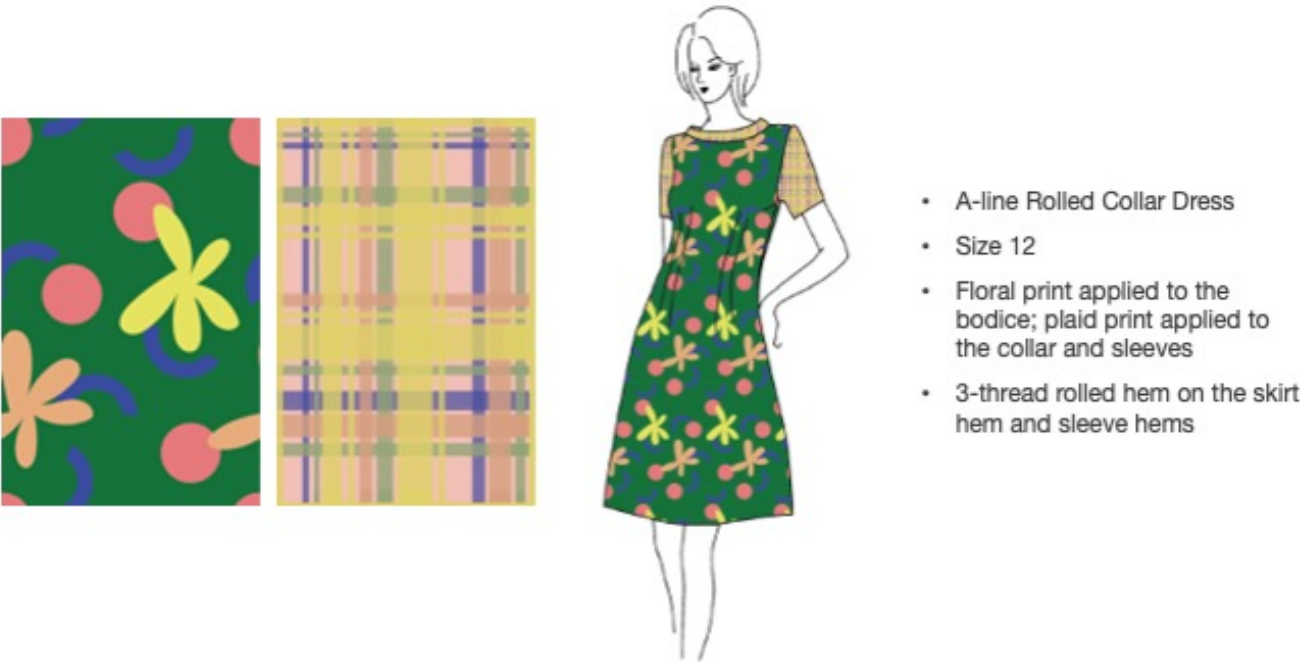 • A-line Rolled Collar Dress
• Size 12
• Floral print applied to the
bodice; plaid print applied to
the collar and sleeves
• 3-thread rolled hem on the skirt
hem and sleeve hems